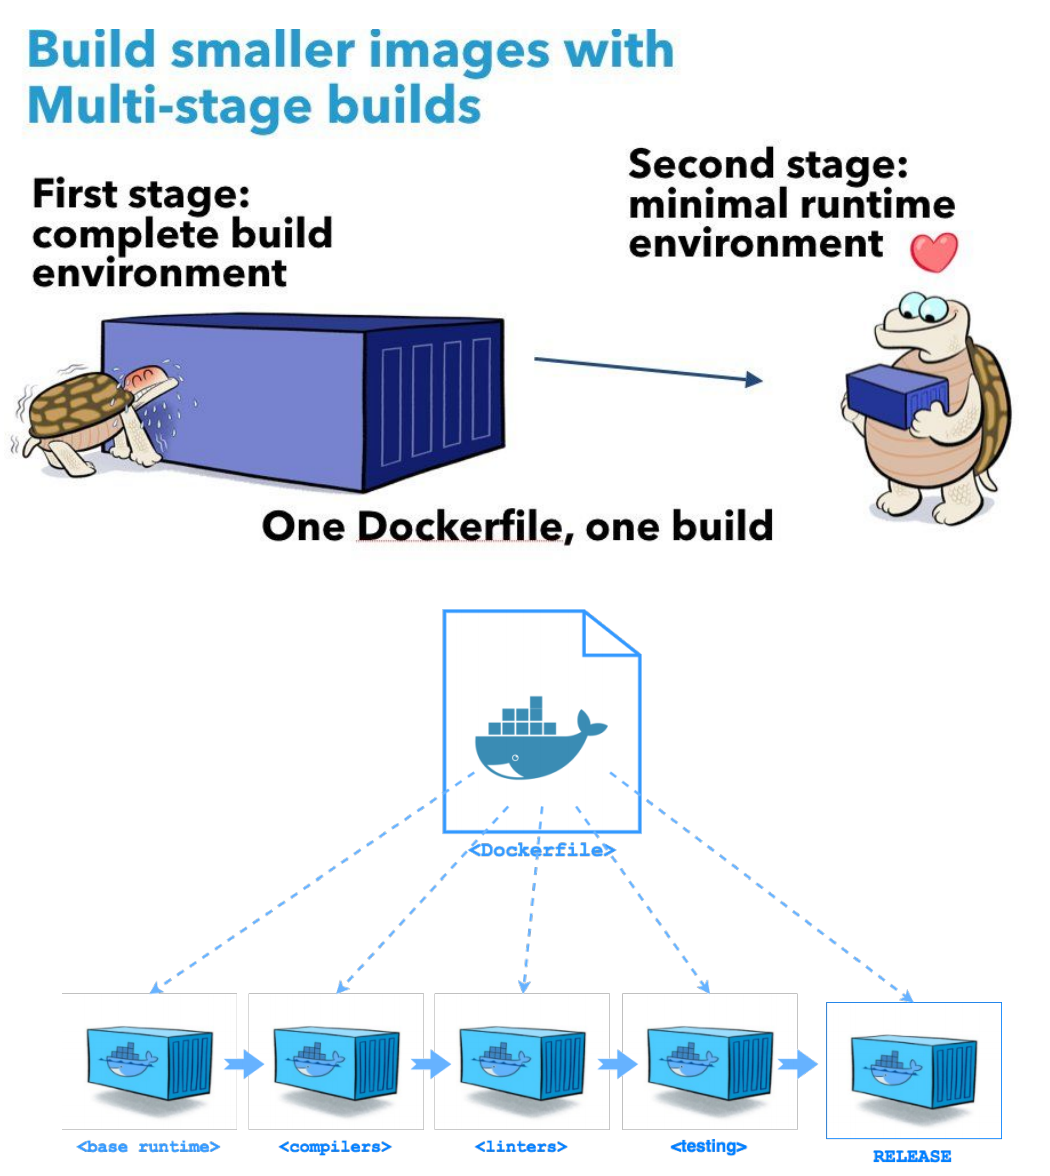 Build smaller images with
Multi-stage builds
First stage:
complete build
environment
Second stage:
minimal runtime
environment
One Dockerfile, one build
<Dockerfile>
<base runtime>
<compilers>
<linters>
<testing>
RELEASE